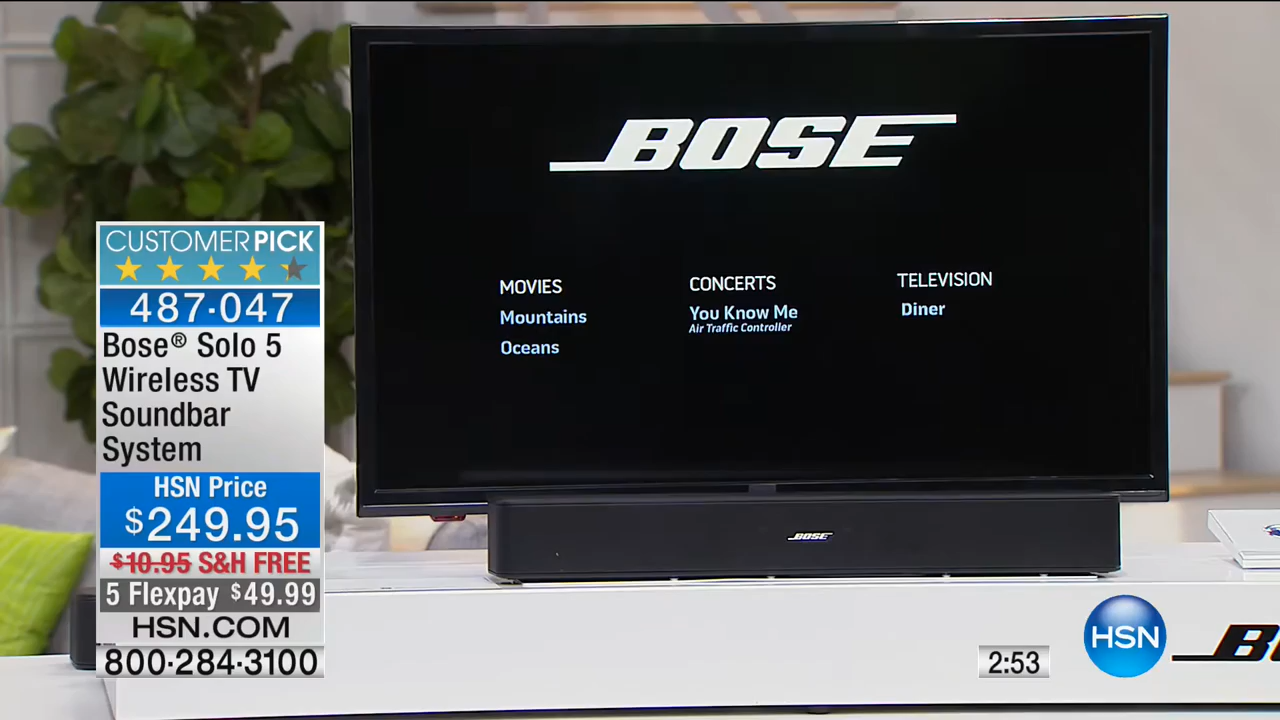 CUSTOMER PICK
487·047
Bose® Solo 5
Wireless TV
Soundbar
System
HSN Price
$249.95
$10.95 S&H FREE
5 Flexpay $49.99
HSN.COM
800·284·3100
BOSE
MOVIES
Mountains
Oceans
CONCERTS
You Know Me
Air Traffic Controller
TELEVISION
Diner
BOSE
2:53
HSN